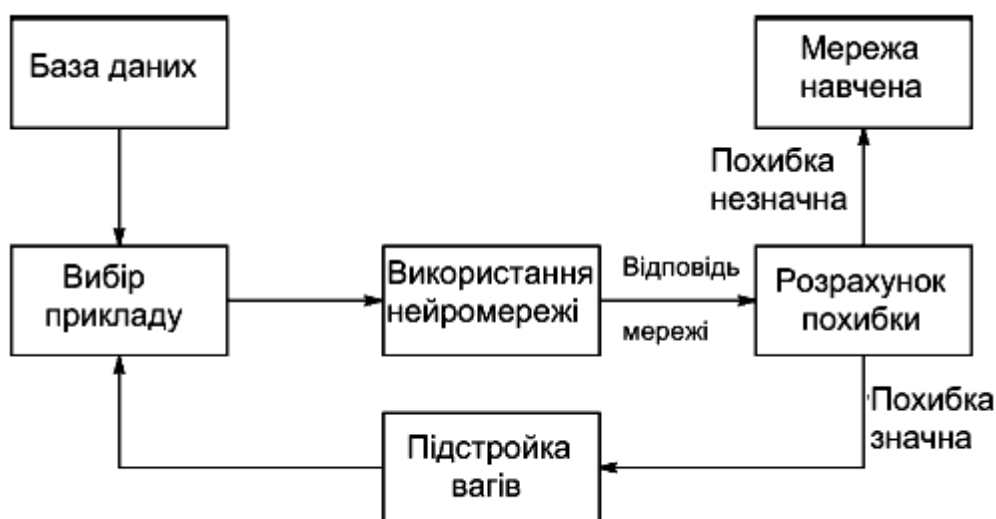 База даних
Мережа
навчена
Похибка
незначна
Вибір
прикладу
Використання
нейромережі
Відповідь
мережі
Розрахунок
похибки
Похибка
значна
Підстройка
вагів